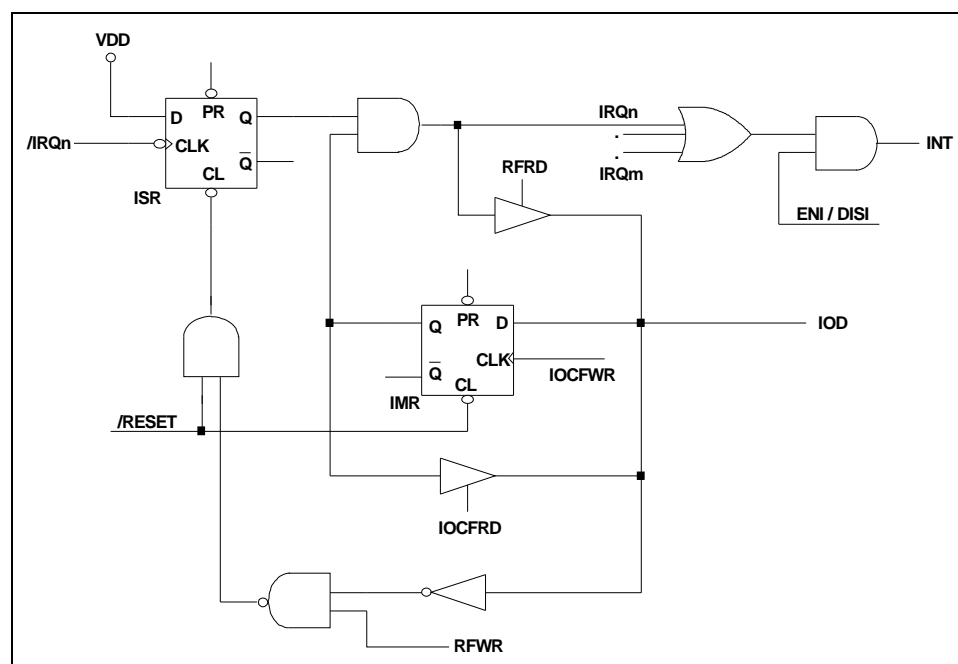 VDD
PR
D
Q
/IRQn
CLK
Q
CL
ISR
IRQn
.
.
IRQm
INT
ENI / DISI
RFRD
Q
PR
D
IOD
Q
CLK
IOCFWR
IMR
CL
/RESET
IOCFRD
RFWR